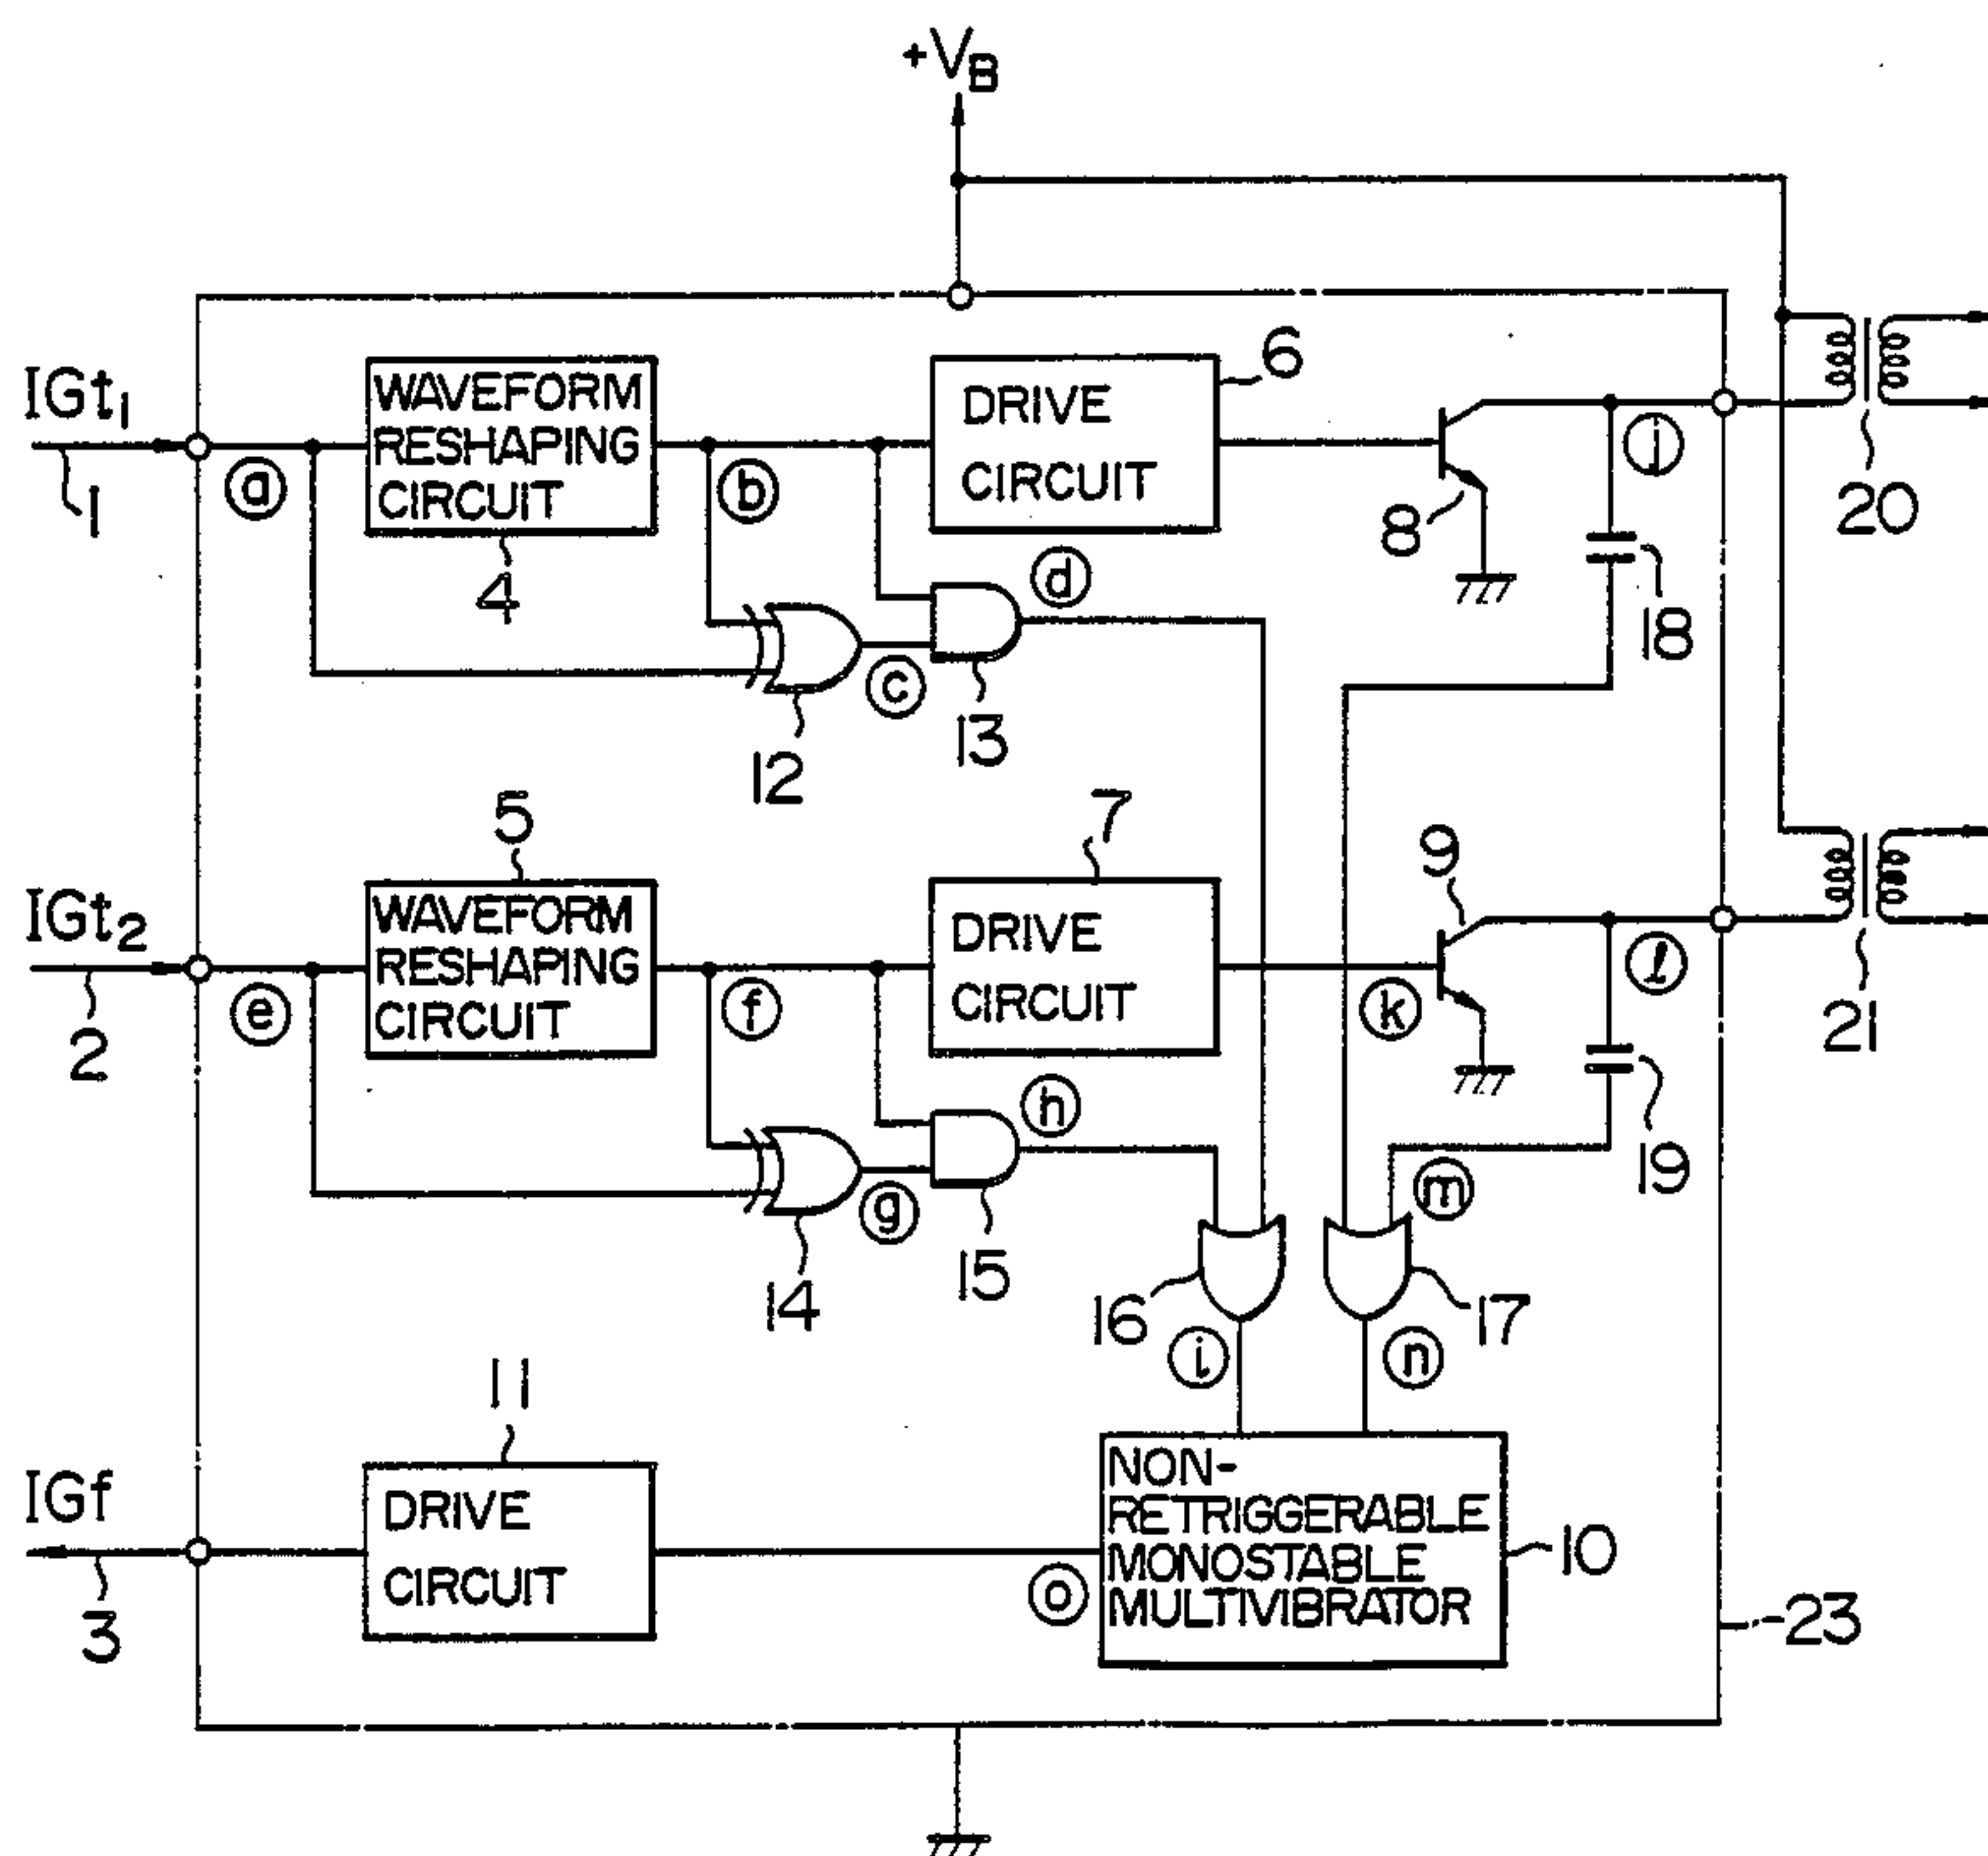 +VB
6
IGt1
WAVEFORM
RESHAPING
CIRCUIT
DRIVE
CIRCUIT
a
b
j
1
4
8
20
d
18
c
13
12
5
7
9
IGt2
WAVEFORM
RESHAPING
CIRCUIT
DRIVE
CIRCUIT
e
f
k
l
2
21
h
19
m
g
15
14
16
17
i
n
11
IGf
DRIVE
CIRCUIT
NON-
RETRIGGERABLE
MONOSTABLE
MULTIVIBRATOR
10
o
3
23